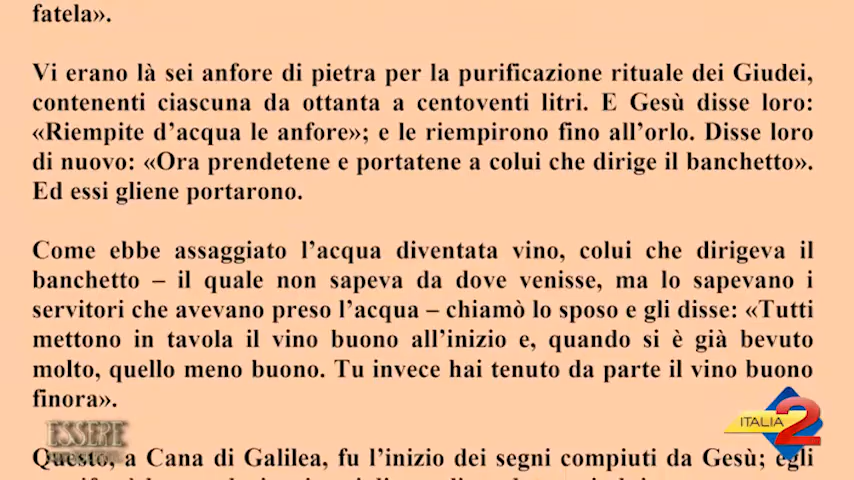 fatela».
Vi erano là sei anfore di pietra per la purificazione rituale dei Giudei,
contenenti ciascuna da ottanta a centoventi litri. E Gesù disse loro:
«Riempite d’acqua le anfore»; e le riempirono fino all’orlo. Disse loro
di nuovo: «Ora prendetene e portatene a colui che dirige il banchetto».
Ed essi gliene portarono.
Come ebbe assaggiato l’acqua diventata vino, colui che dirigeva il
banchetto – il quale non sapeva da dove venisse, ma lo sapevano i
servitori che avevano preso l’acqua – chiamò lo sposo e gli disse: «Tutti
mettono in tavola il vino buono all’inizio e, quando si è già bevuto
molto, quello meno buono. Tu invece hai tenuto da parte il vino buono
finora».
ITALIA 2
ESSERE
Questo, a Cana di Galilea, fu l’inizio dei segni compiuti da Gesù; egli